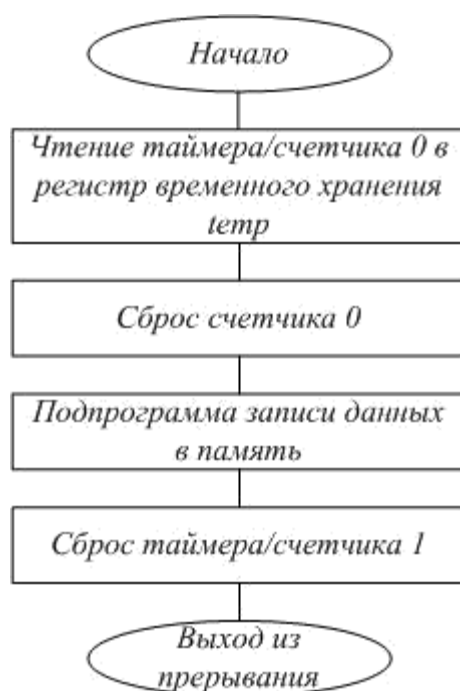 Начало
Чтение таймера/счетчика 0 в
регистр временного хранения
temp
Сброс счетчика 0
Подпрограмма записи данных
в память
Сброс таймера/счетчика 1
Выход из
прерывания